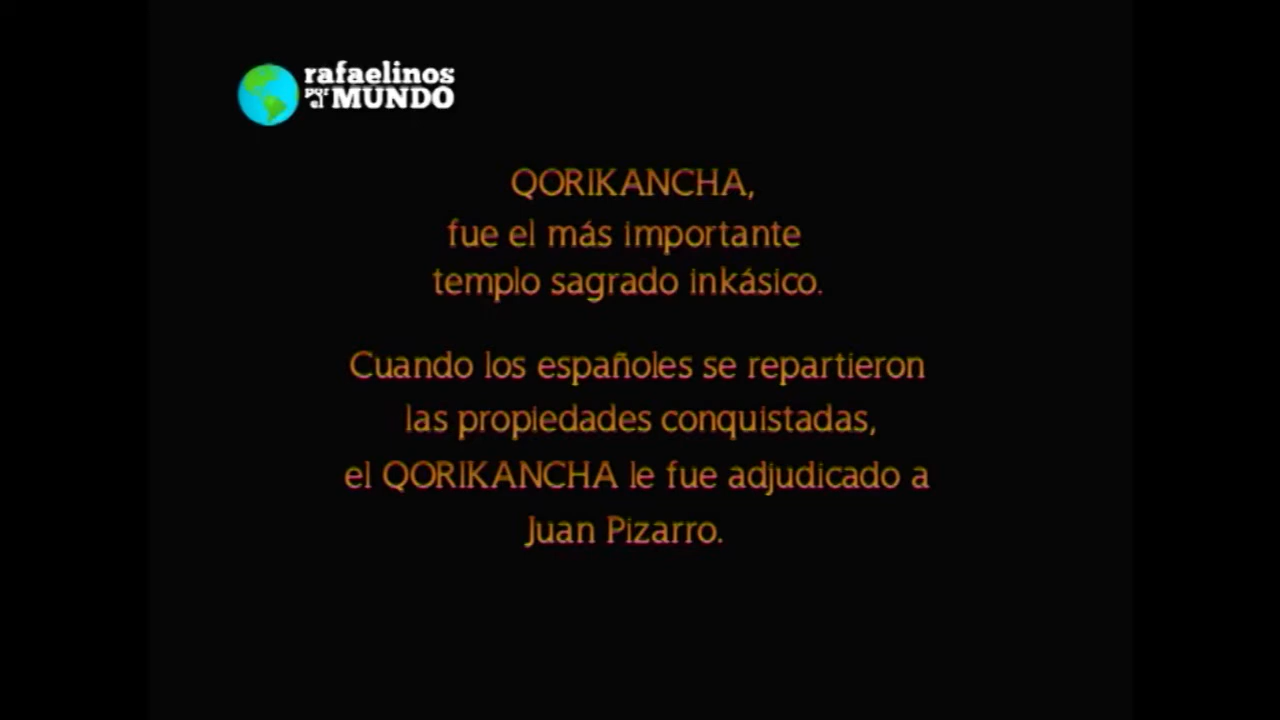 rafaelinos
por el MUNDO
QORIKANCHA,
fue el más importante
templo sagrado inkásico.
Cuando los españoles se repartieron
las propiedades conquistadas,
el QORIKANCHA le fue adjudicado a
Juan Pizarro.